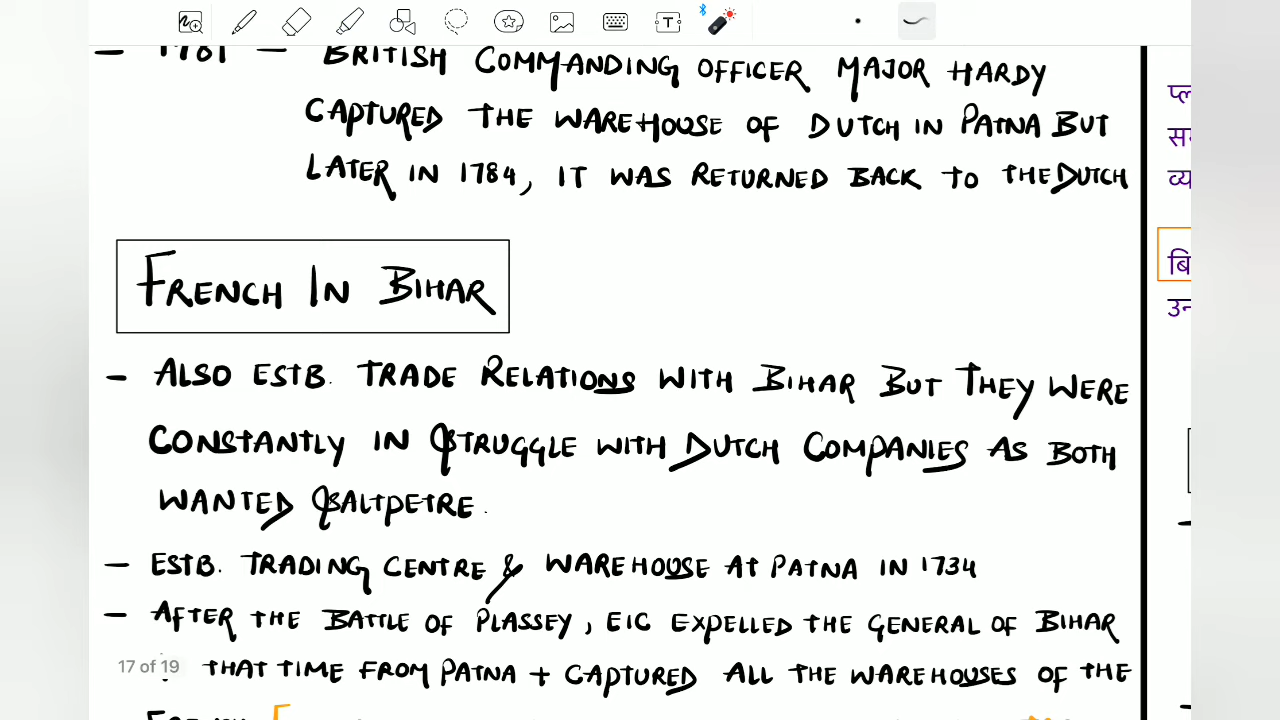 - 1781 - BRITISH COMMANDING OFFICER MAJOR HARDY
CAPTURED THE WAREHOUSE OF DUTCH IN PATNA BUT
LATER IN 1784, IT WAS RETURNED BACK TO THE DUTCH
FRENCH IN BIHAR
- ALSO ESTB. TRADE RELATIONS WITH BIHAR BUT THEY WERE
CONSTANTLY IN STRUGGLE WITH DUTCH COMPANIES AS BOTH
WANTED SALTPETRE.
- ESTB. TRADING CENTRE & WAREHOUSE AT PATNA IN 1734
- AFTER THE BATTLE OF PLASSEY, EIC EXPELLED THE GENERAL OF BIHAR
THAT TIME FROM PATNA + CAPTURED ALL THE WAREHOUSES OF THE
FRENCH
17 of 19
प्ल
सम
व्य
बि
उन